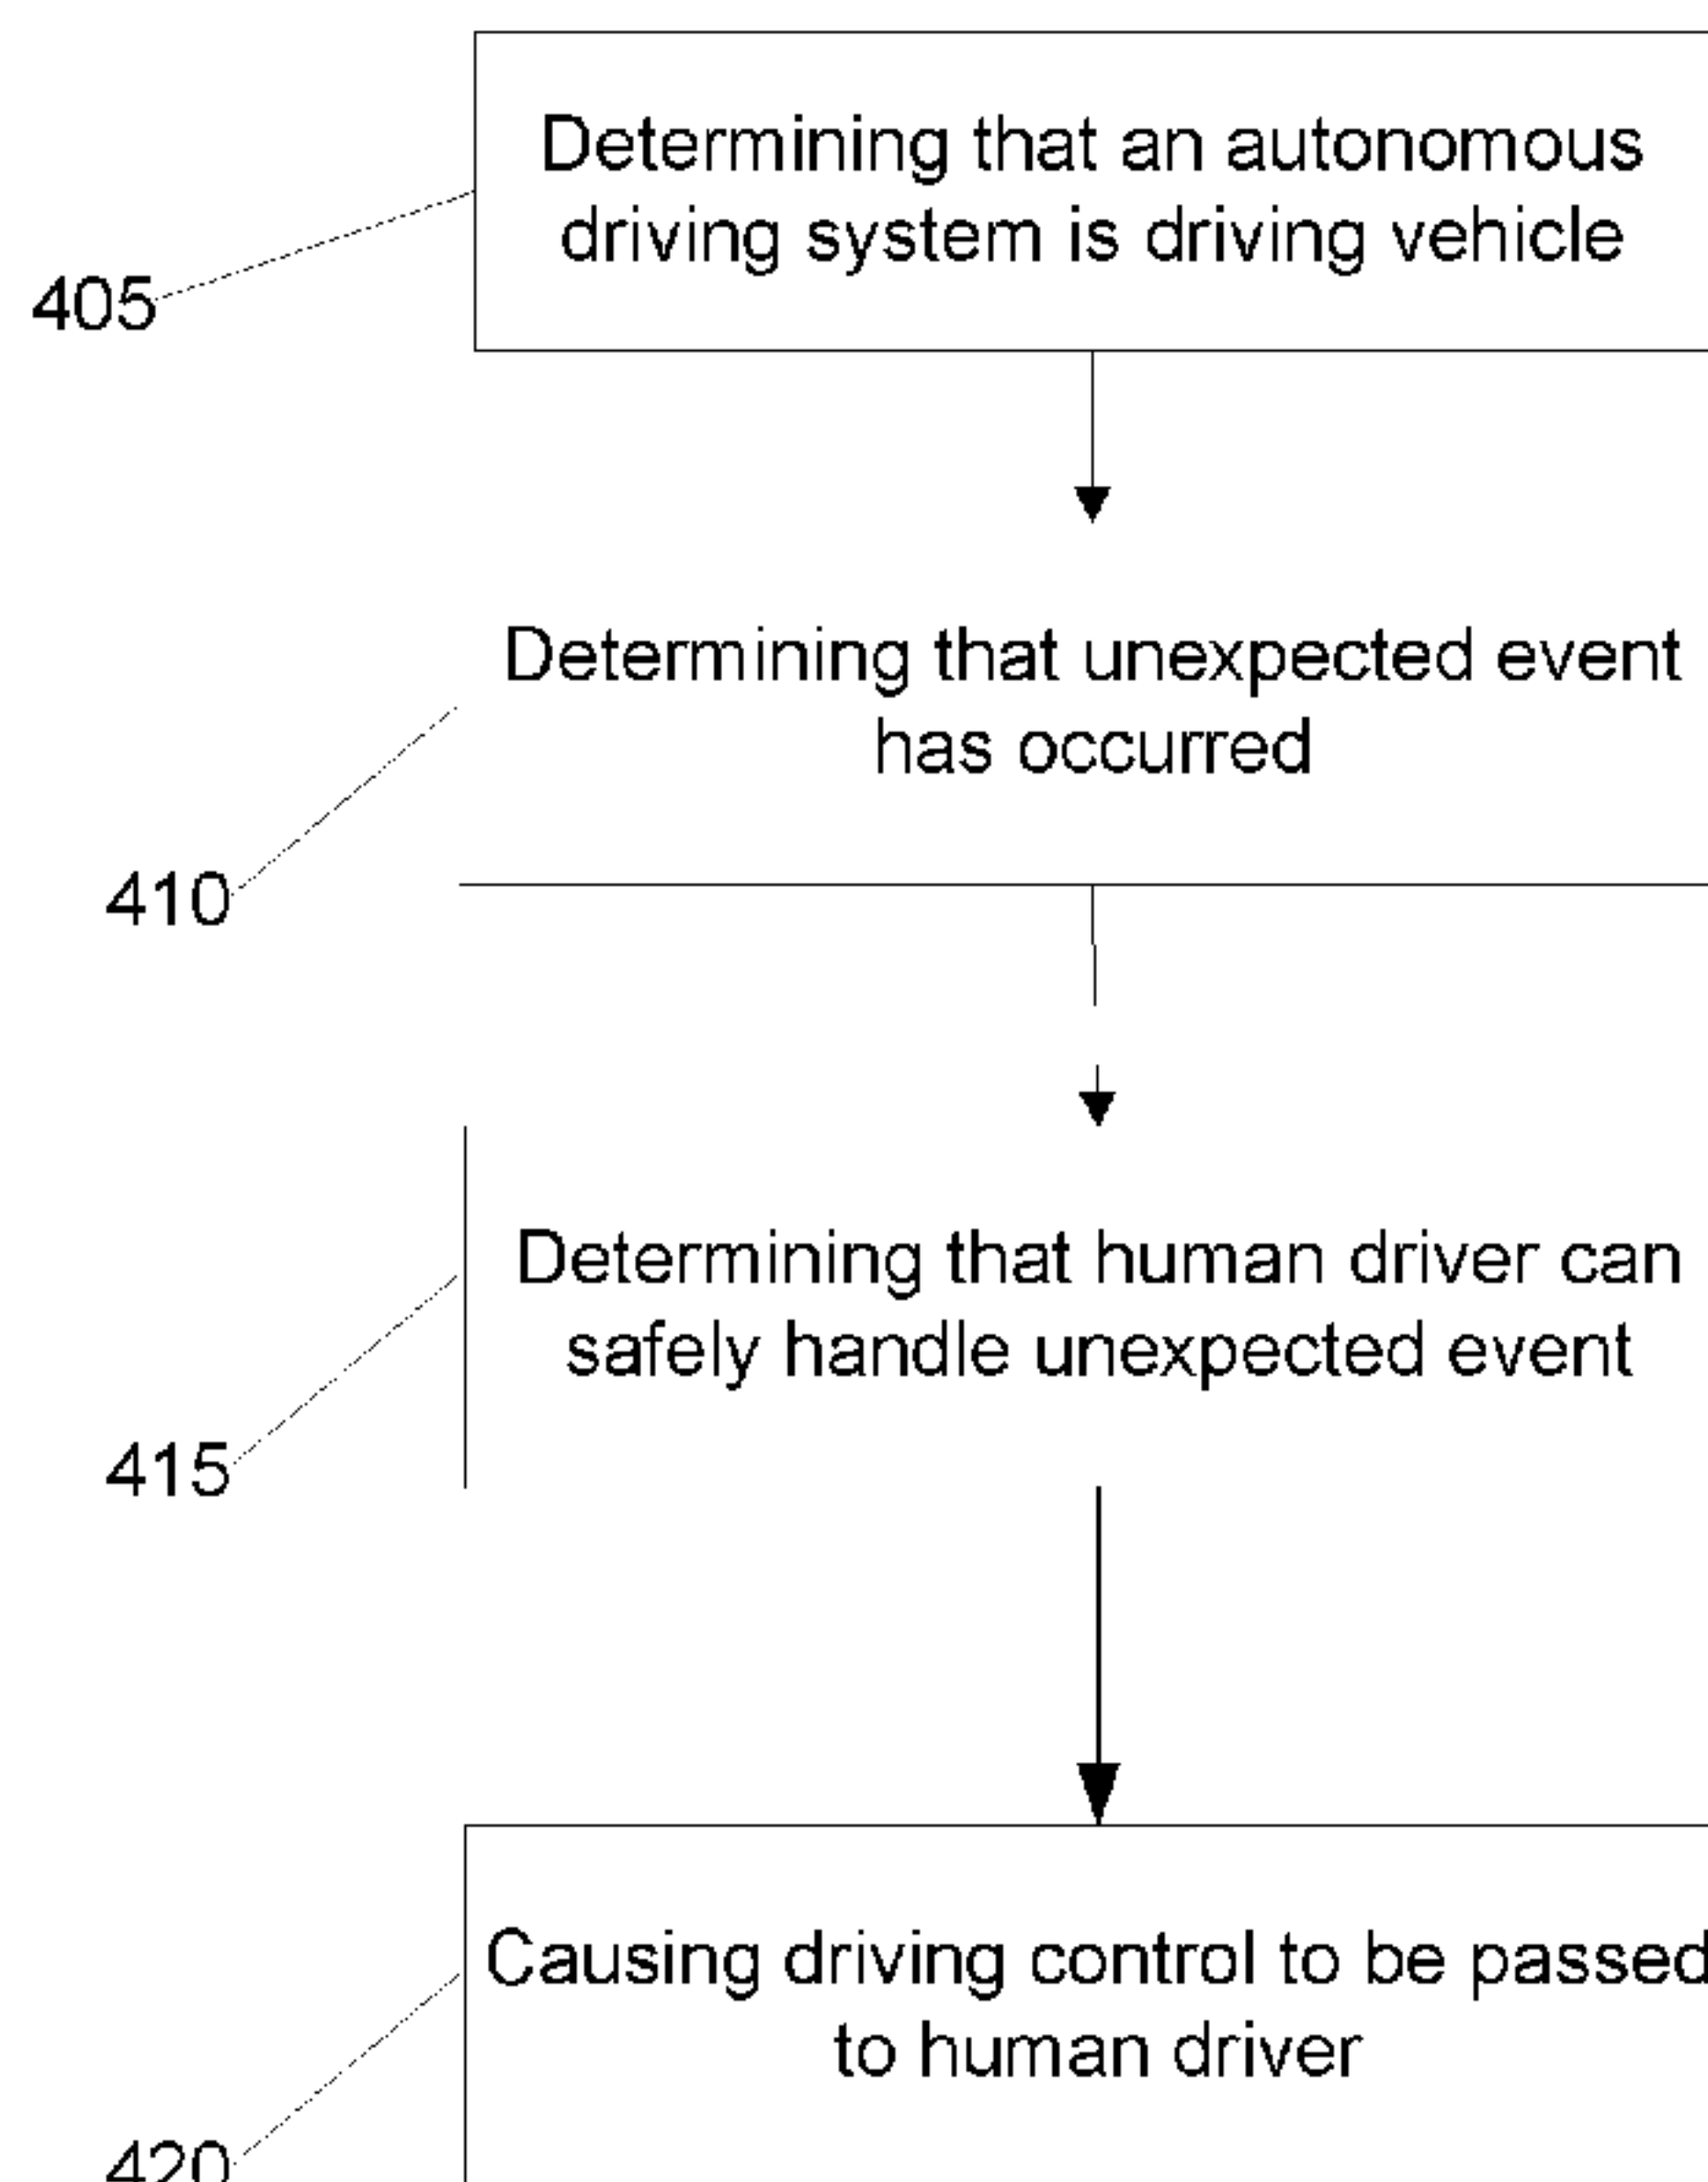 Determining that an autonomous
driving system is driving vehicle
405
Determining that unexpected event
has occurred
410
Determining that human driver can
safely handle unexpected event
415
Causing driving control to be passed
to human driver
420